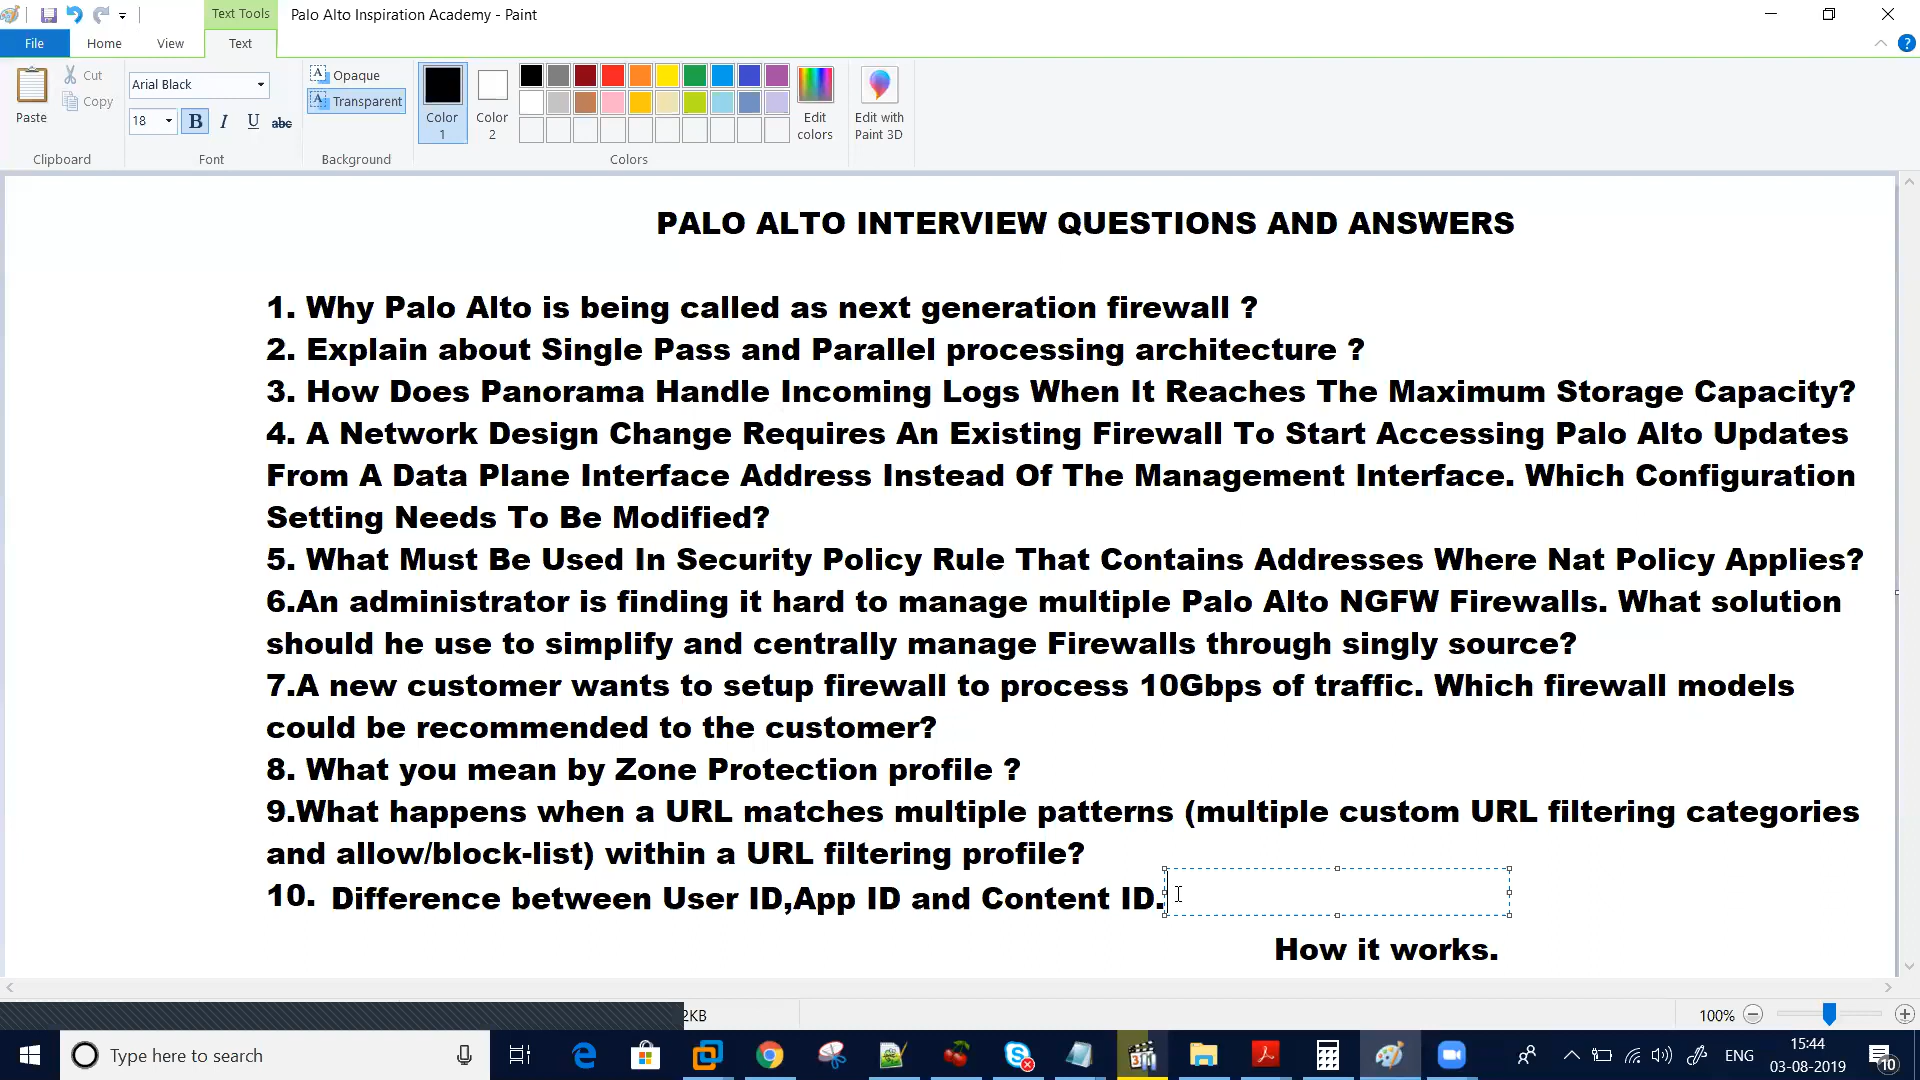 Text Tools
Palo Alto Inspiration Academy - Paint
File
Home
View
Text
Paste
Cut
Copy
Clipboard
Arial Black
18
B I U abc
Font
Opaque
Transparent
Background
Color 1
Color 2
Edit colors
Colors
Edit with Paint 3D
PALO ALTO INTERVIEW QUESTIONS AND ANSWERS
1. Why Palo Alto is being called as next generation firewall ?
2. Explain about Single Pass and Parallel processing architecture ?
3. How Does Panorama Handle Incoming Logs When It Reaches The Maximum Storage Capacity?
4. A Network Design Change Requires An Existing Firewall To Start Accessing Palo Alto Updates
From A Data Plane Interface Address Instead Of The Management Interface. Which Configuration
Setting Needs To Be Modified?
5. What Must Be Used In Security Policy Rule That Contains Addresses Where Nat Policy Applies?
6.An administrator is finding it hard to manage multiple Palo Alto NGFW Firewalls. What solution
should he use to simplify and centrally manage Firewalls through singly source?
7.A new customer wants to setup firewall to process 10Gbps of traffic. Which firewall models
could be recommended to the customer?
8. What you mean by Zone Protection profile ?
9.What happens when a URL matches multiple patterns (multiple custom URL filtering categories
and allow/block-list) within a URL filtering profile?
10. Difference between User ID,App ID and Content ID.
How it works.
2KB
100%
Type here to search
ENG
15:44
03-08-2019
10